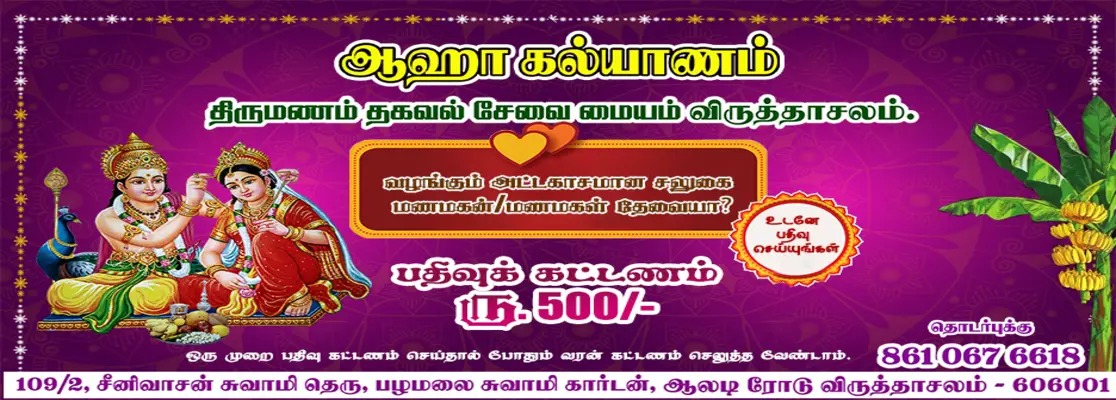 ஆஹா கல்யாணம்
திருமணம் தகவல் சேவை மையம் விருத்தாசலம்.
வழங்கும் அட்டகாசமான சலுகை
மணமகன்/மணமகள் தேவையா?
உடனே
பதிவு
செய்யுங்கள்
பதிவுக் கட்டணம்
ரூ. 500/-
தொடர்புக்கு
861 067 6618
ஒரு முறை பதிவு கட்டணம் செய்தால் போதும் வரன் கட்டணம் செலுத்த வேண்டாம்.
109/2, சீனிவாசன் சுவாமி தெரு, பழமலை சுவாமி கார்டன், ஆலடி ரோடு விருத்தாசலம் - 606001